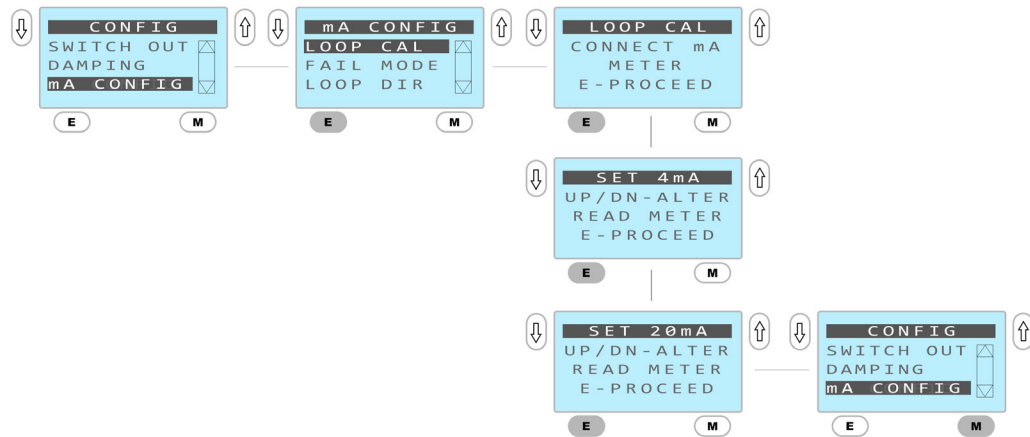 CONFIG
SWITCH OUT
DAMPING
mA CONFIG
E
M
mA CONFIG
LOOP CAL
FAIL MODE
LOOP DIR
E
M
LOOP CAL
CONNECT mA
METER
E-PROCEED
E
M
SET 4mA
UP/DN-ALTER
READ METER
E-PROCEED
E
M
SET 20mA
UP/DN-ALTER
READ METER
E-PROCEED
E
M
CONFIG
SWITCH OUT
DAMPING
mA CONFIG
E
M